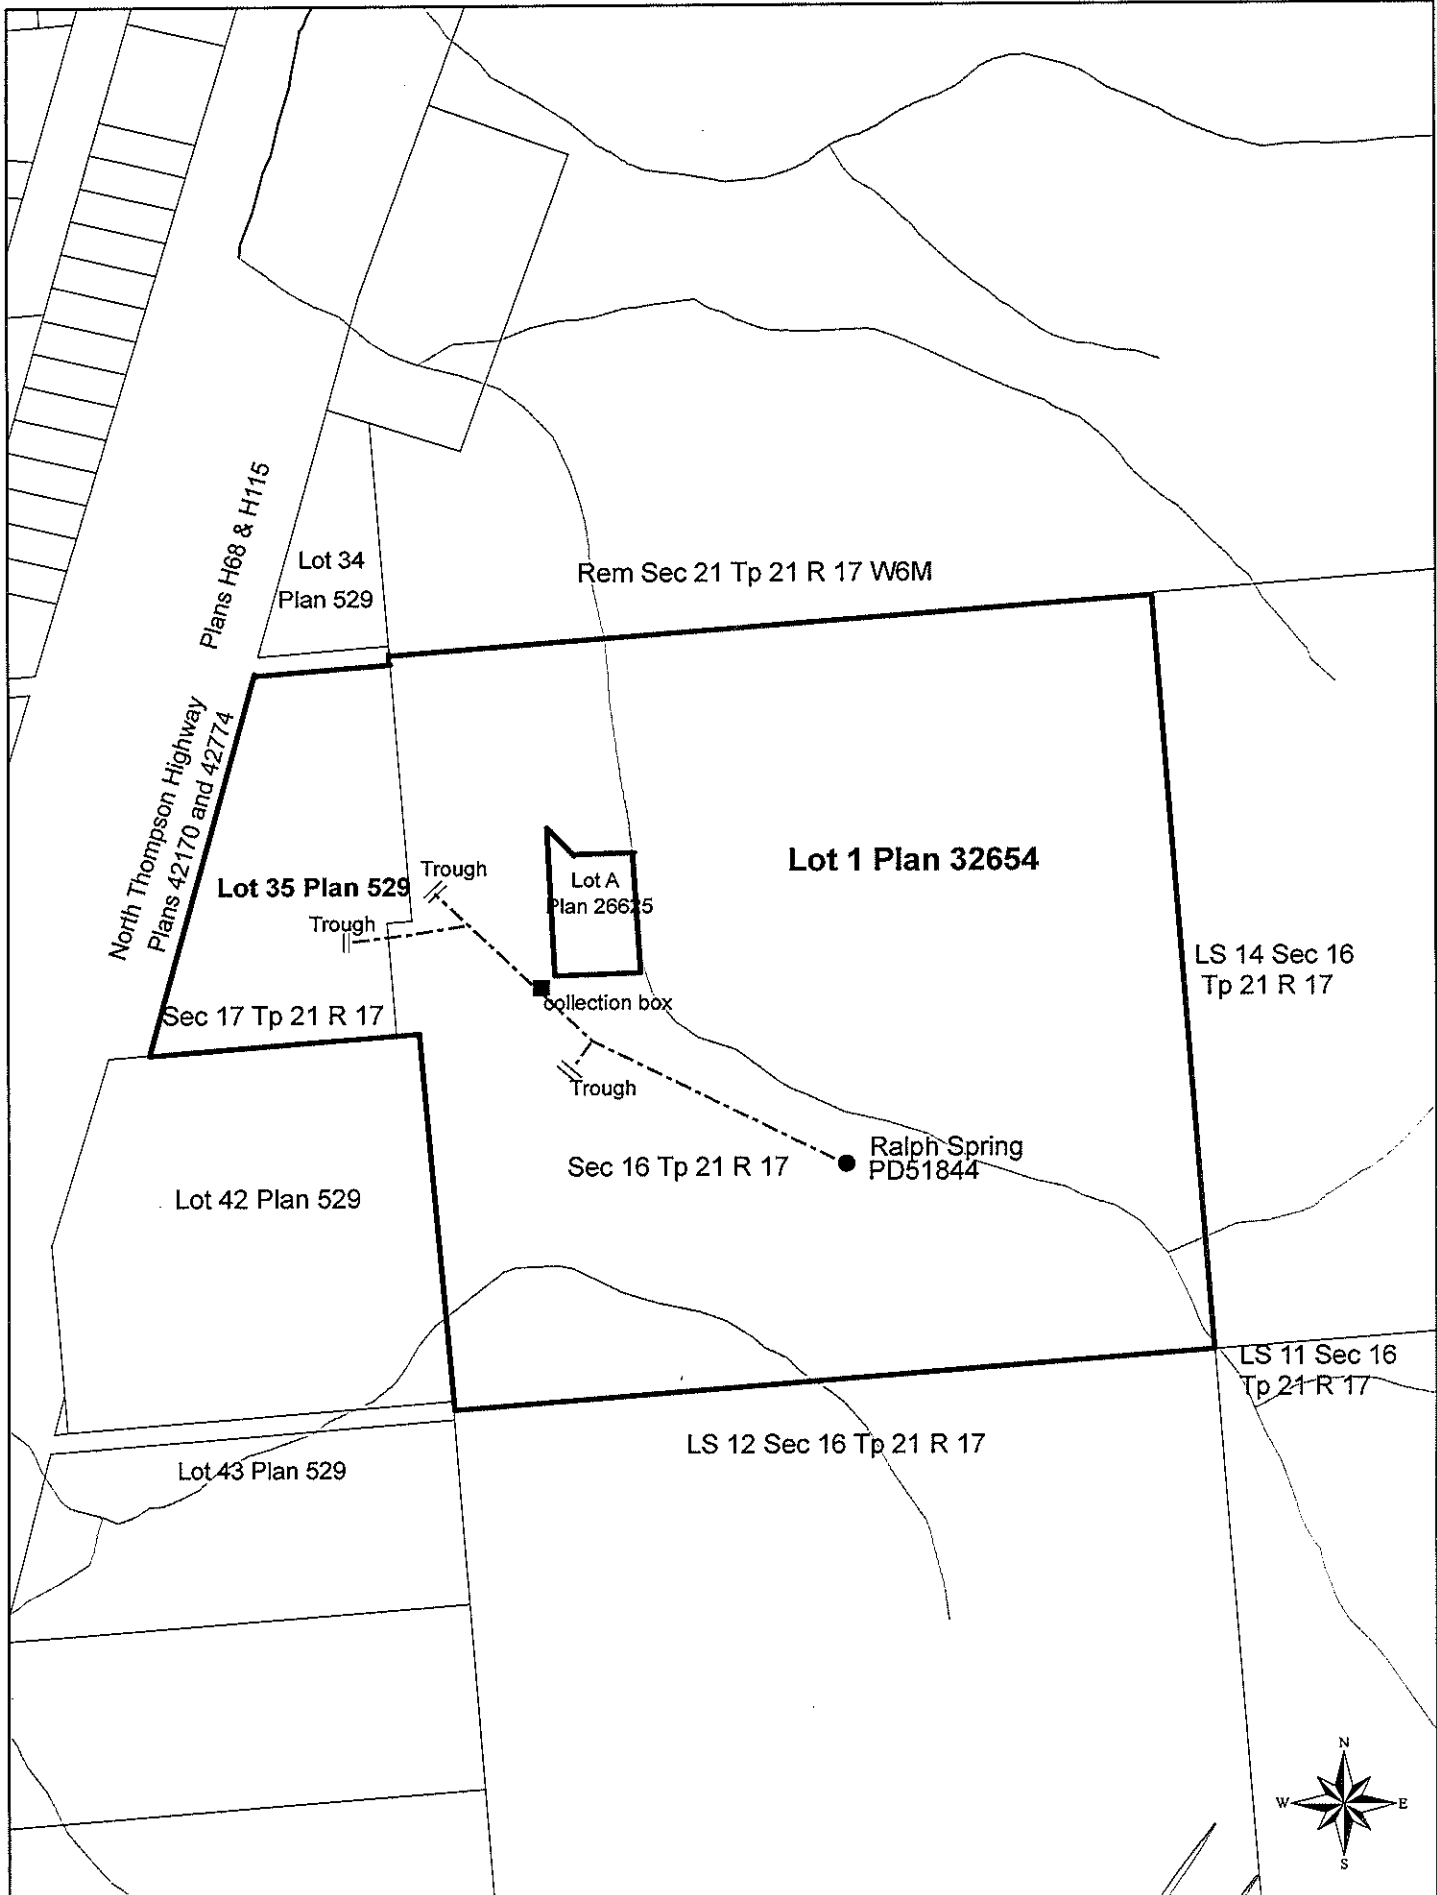 Plans H68 & H115
Lot 34
Plan 529
Rem Sec 21 Tp 21 R 17 W6M
North Thompson Highway
Plans 42170 and 42774
Lot 35 Plan 529
Trough
Trough
Lot A
Plan 26625
Lot 1 Plan 32654
LS 14 Sec 16
Tp 21 R 17
collection box
Sec 17 Tp 21 R 17
Trough
Ralph Spring
PD51844
Sec 16 Tp 21 R 17
Lot 42 Plan 529
LS 11 Sec 16
Tp 21 R 17
LS 12 Sec 16 Tp 21 R 17
Lot 43 Plan 529
N
W E
S